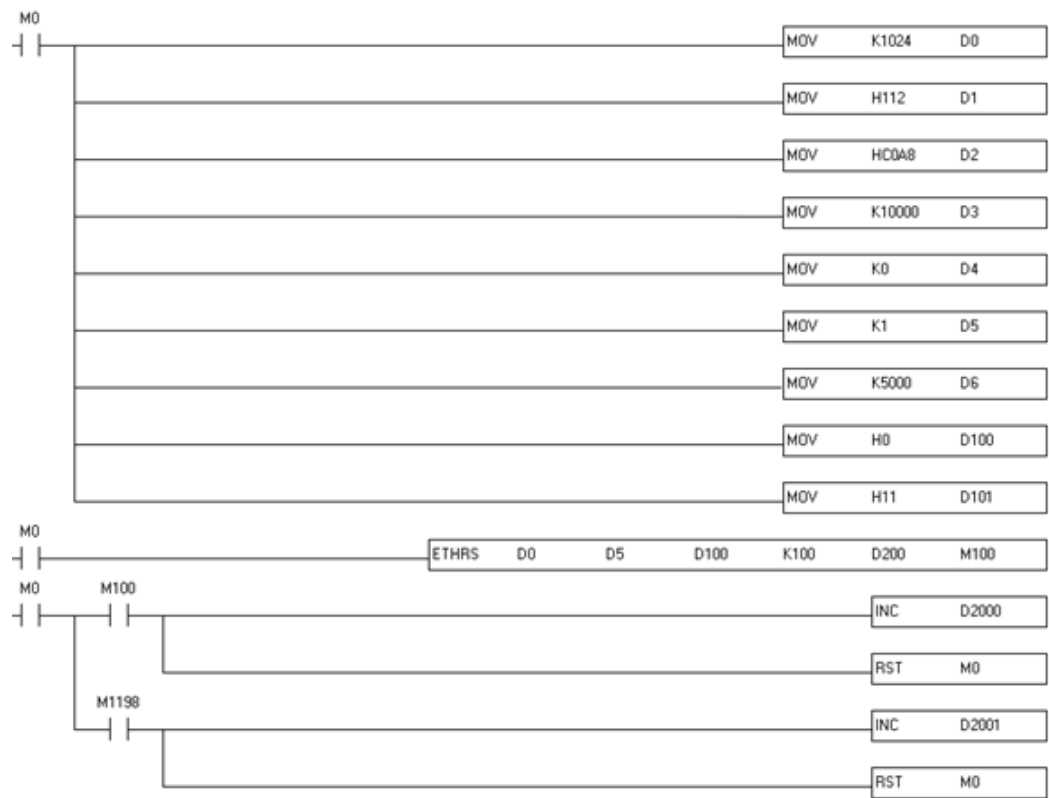 M0
MOV K1024 D0
MOV H112 D1
MOV HC0A8 D2
MOV K10000 D3
MOV K0 D4
MOV K1 D5
MOV K5000 D6
MOV H0 D100
MOV H11 D101
M0
ETHRS D0 D5 D100 K100 D200 M100
M0 M100
INC D2000
RST M0
M1198
INC D2001
RST M0